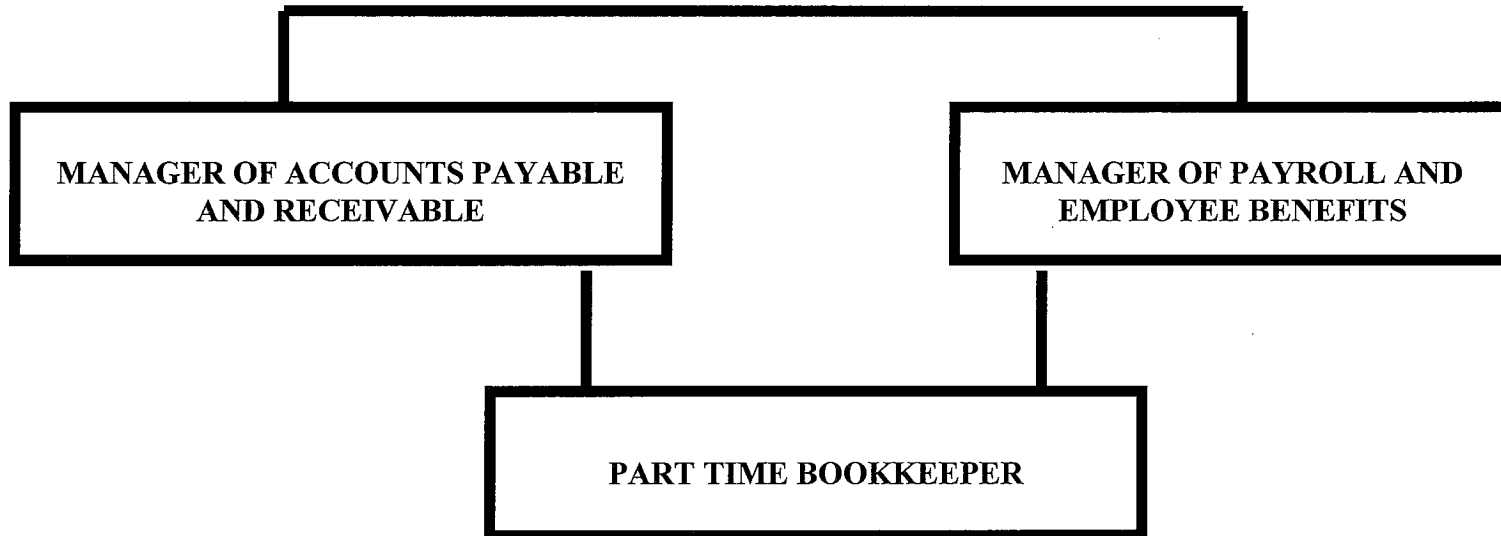 MANAGER OF ACCOUNTS PAYABLE
AND RECEIVABLE
MANAGER OF PAYROLL AND
EMPLOYEE BENEFITS
PART TIME BOOKKEEPER